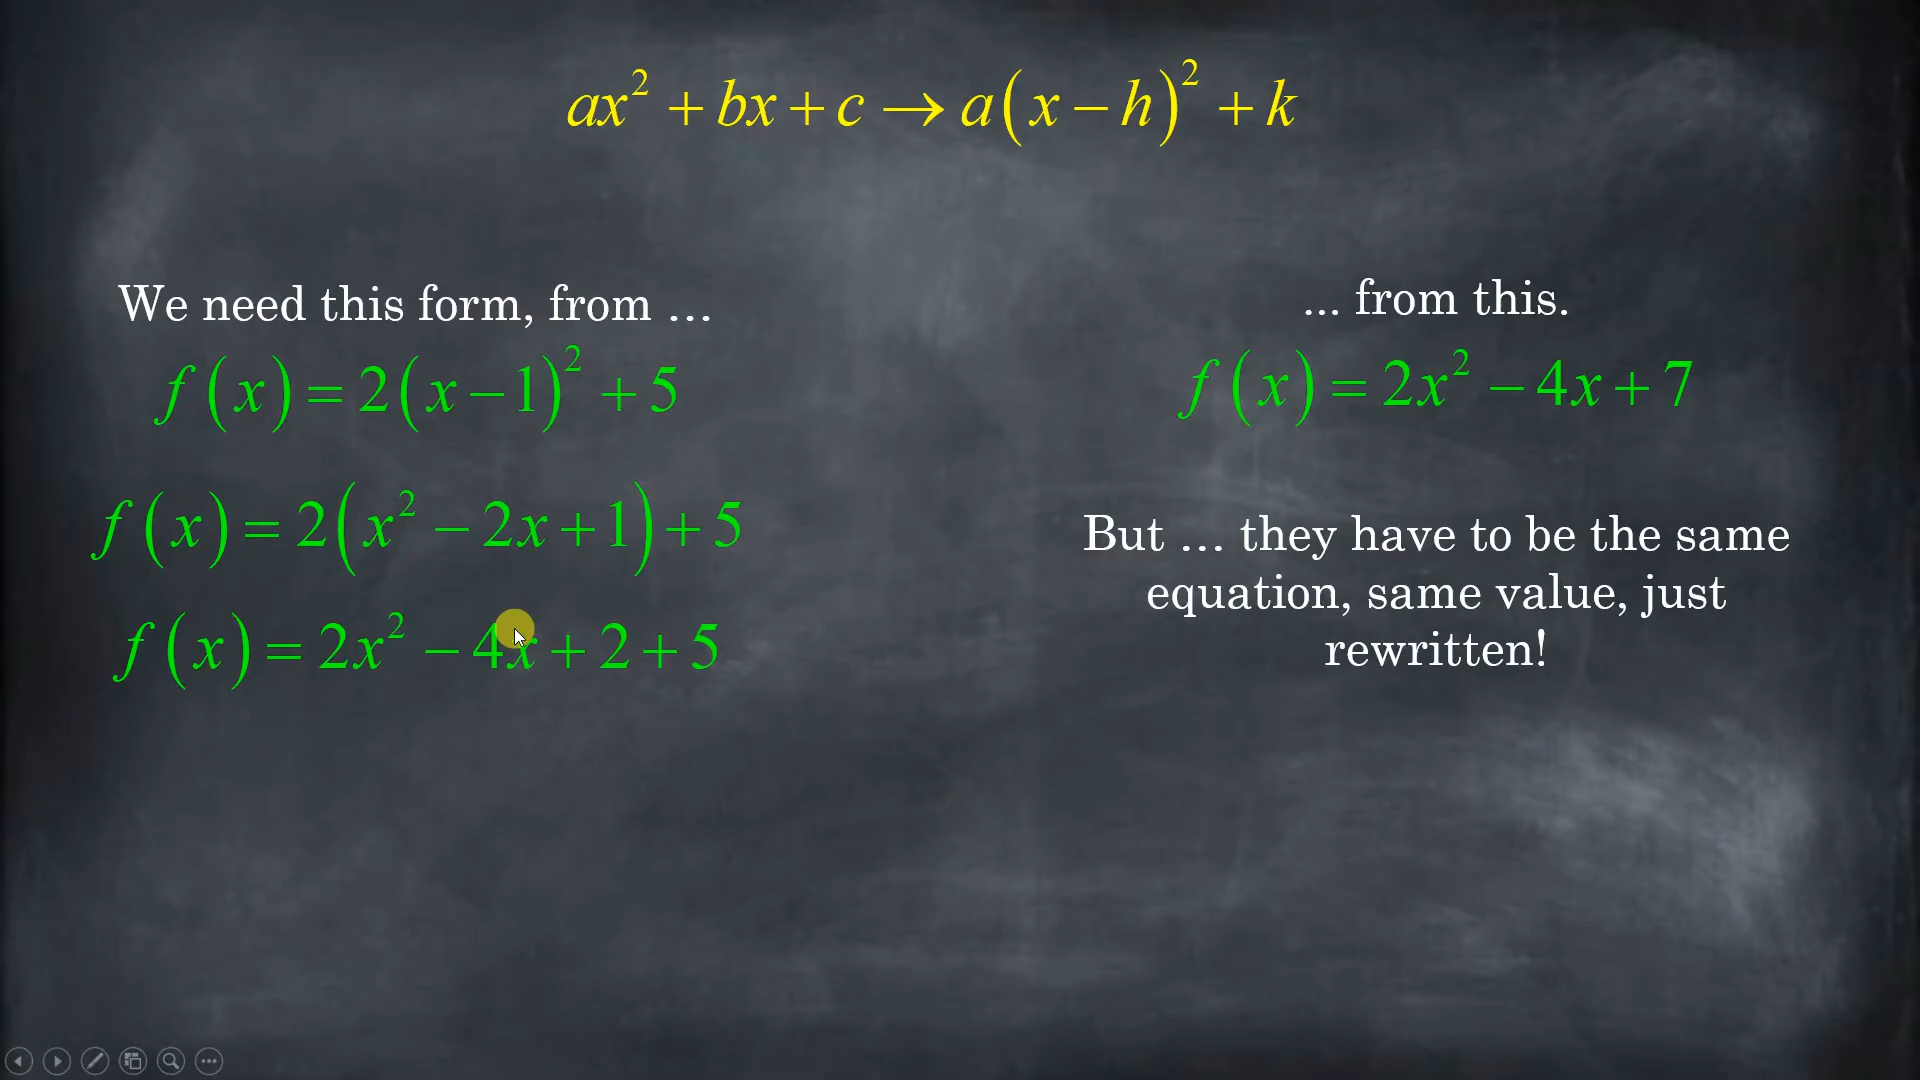 ax² + bx + c → a(x − h)² + k
We need this form, from …
f(x) = 2(x − 1)² + 5
f(x) = 2(x² − 2x + 1) + 5
f(x) = 2x² − 4x + 2 + 5
... from this.
f(x) = 2x² − 4x + 7
But … they have to be the same
equation, same value, just
rewritten!